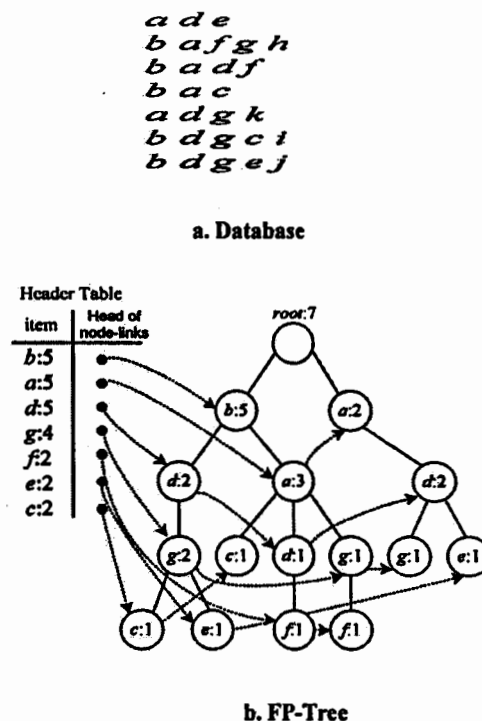 a d e
b a f g h
b a d f
b a c
a d g k
b d g c i
b d g e j
a. Database
Header Table
item Head of node-links
root:7
b:5
a:5
d:5
g:4
f:2
e:2
c:2
b:5 a:2
d:2 a:3 d:2
g:2 c:1 d:1 g:1 g:1 e:1
c:1 e:1 f:1 f:1
b. FP-Tree